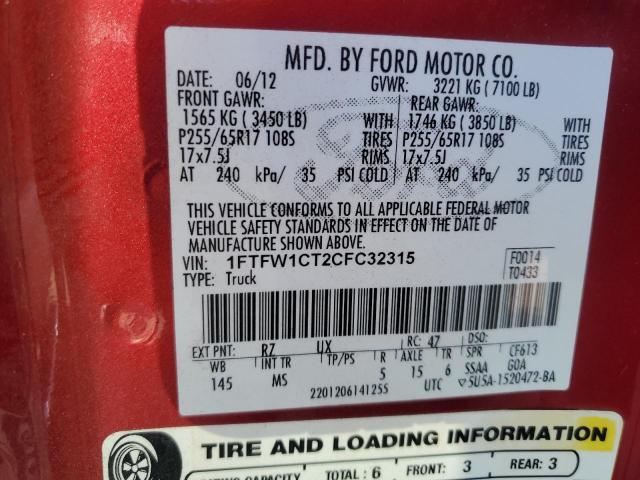 MFD. BY FORD MOTOR CO.
DATE: 06/12 GVWR: 3221 KG ( 7100 LB)
FRONT GAWR: REAR GAWR:
1565 KG ( 3450 LB) WITH 1746 KG ( 3850 LB) WITH
P255/65R17 108S TIRES P255/65R17 108S TIRES
17x7.5J RIMS 17x7.5J RIMS
AT 240 kPa/ 35 PSI COLD AT 240 kPa/ 35 PSI COLD
THIS VEHICLE CONFORMS TO ALL APPLICABLE FEDERAL MOTOR
VEHICLE SAFETY STANDARDS IN EFFECT ON THE DATE OF
MANUFACTURE SHOWN ABOVE.
VIN: 1FTFW1CT2CFC32315 F0014
TYPE: Truck T0433
EXT PNT: RZ UX RC: 47 DSO:
WB INT TR TP/PS R AXLE TR SPR CF613
145 MS 5 15 6 SSAA GOA
2201206141255 UTC ▽5U5A-1520472-BA
TIRE AND LOADING INFORMATION
SEATING CAPACITY TOTAL: 6 FRONT: 3 REAR: 3